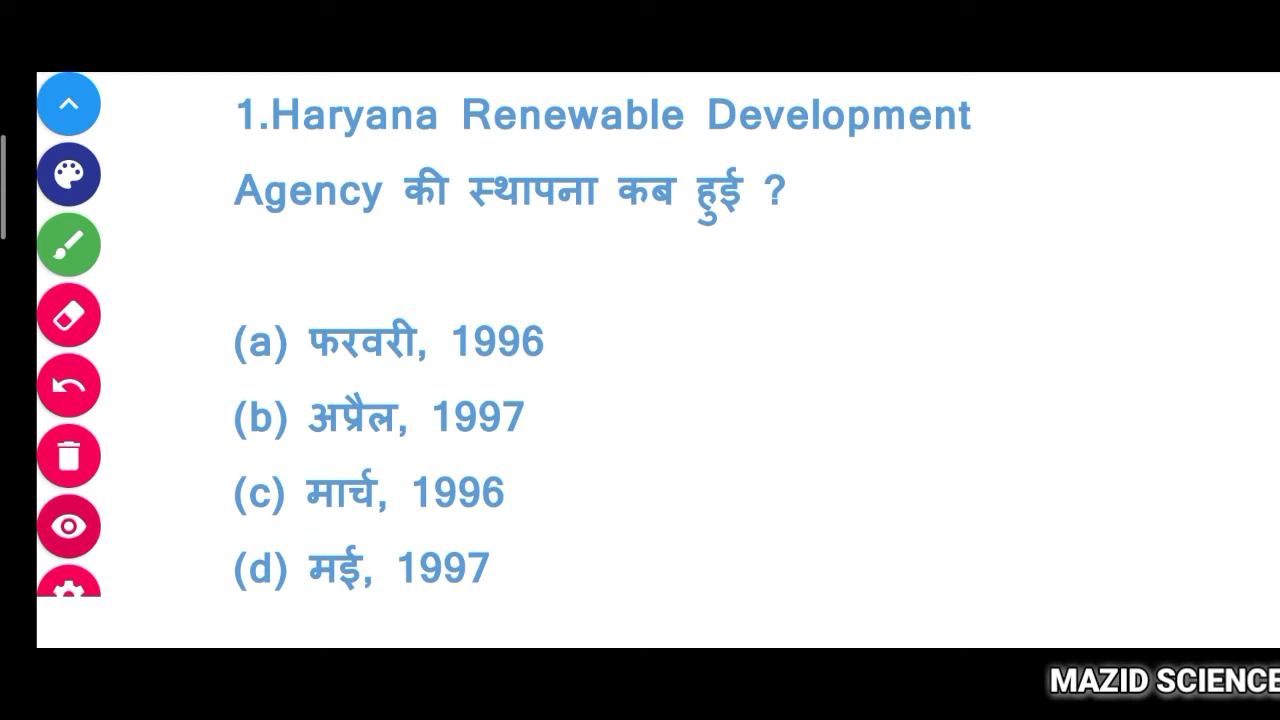 1.Haryana Renewable Development
Agency की स्थापना कब हुई ?
(a) फरवरी, 1996
(b) अप्रैल, 1997
(c) मार्च, 1996
(d) मई, 1997
MAZID SCIENCE